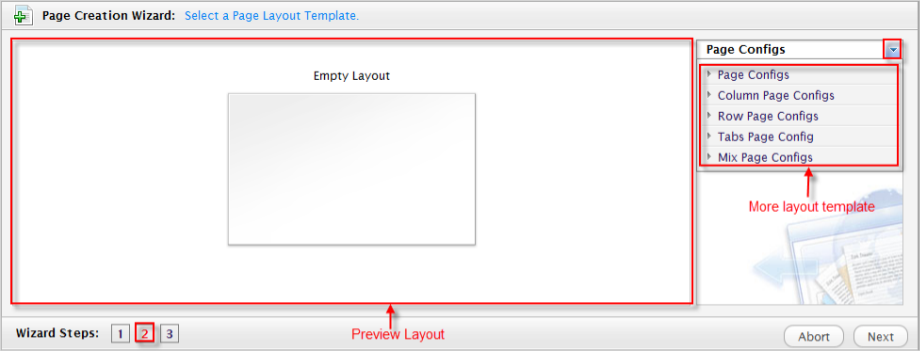 Page Creation Wizard: Select a Page Layout Template.
Empty Layout
Page Configs
Page Configs
Column Page Configs
Row Page Configs
Tabs Page Config
Mix Page Configs
More layout template
Preview Layout
Wizard Steps: 1 2 3
Abort Next